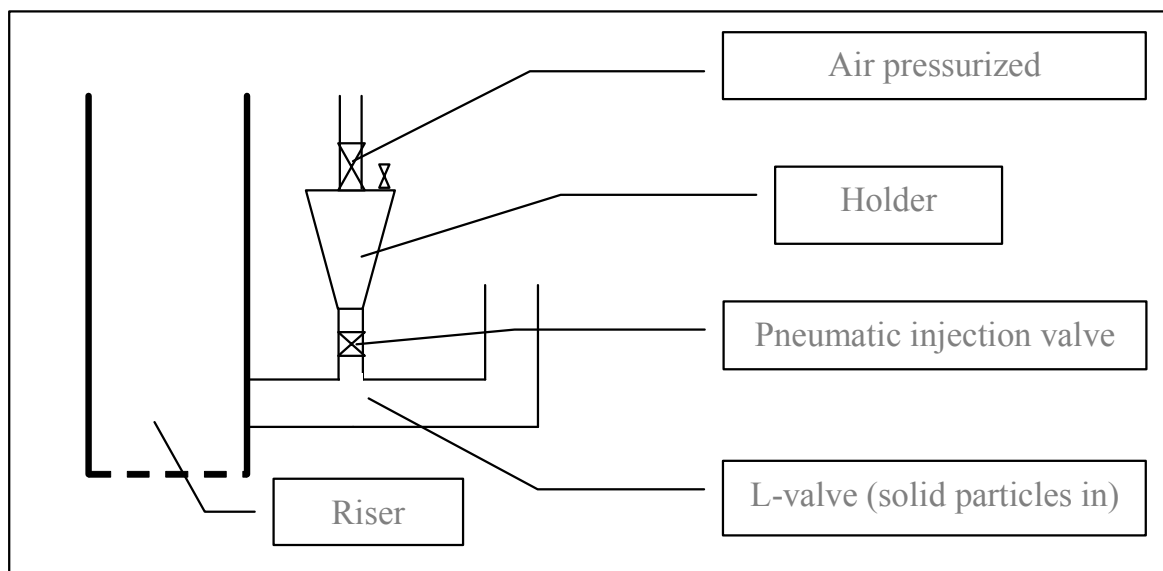 Air pressurized
Holder
Pneumatic injection valve
L-valve (solid particles in)
Riser